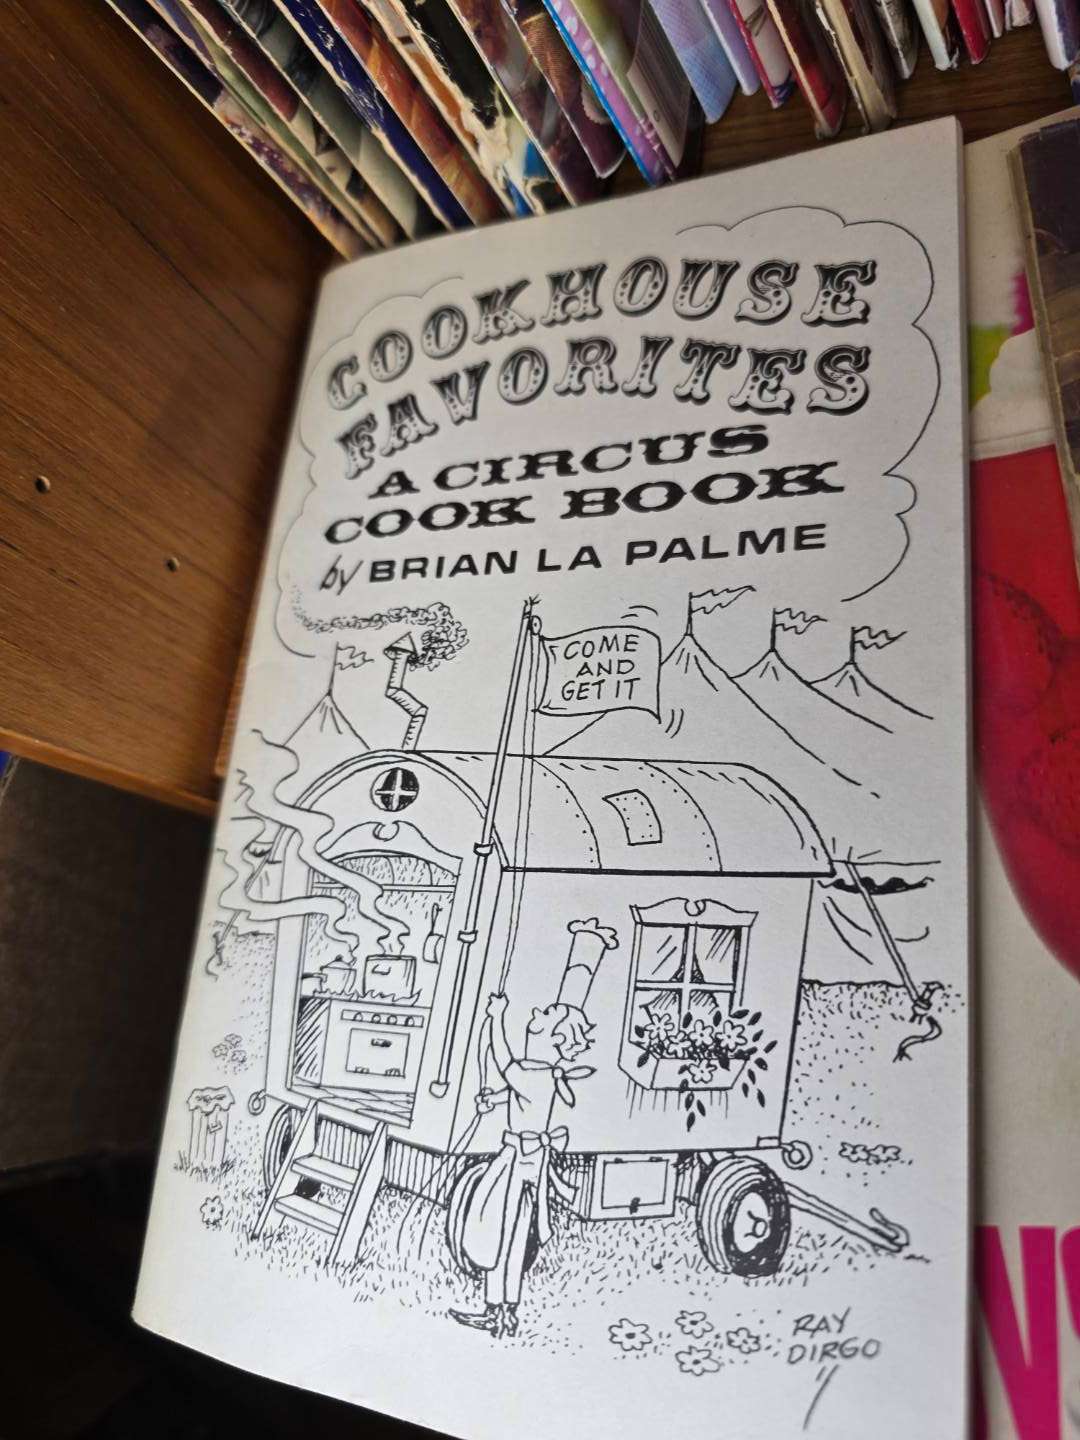 COOKHOUSE
FAVORITES
A CIRCUS
COOK BOOK
by BRIAN LA PALME
COME
AND
GET IT
RAY
DIRGO